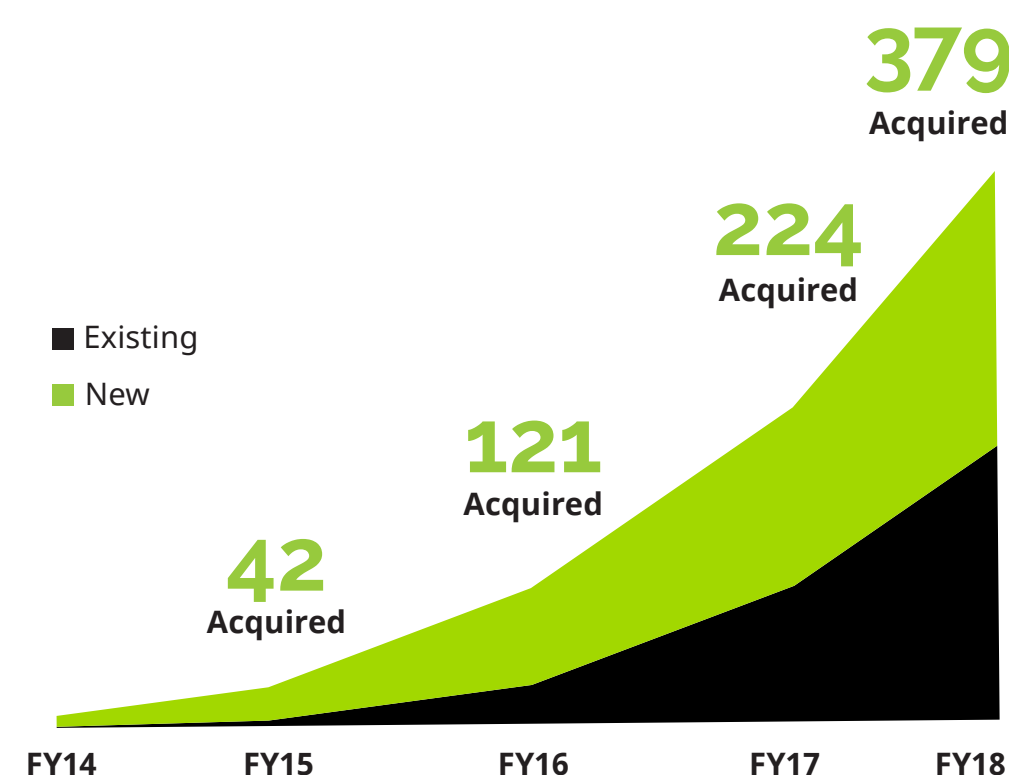 379
Acquired
224
Acquired
Existing
New
121
Acquired
42
Acquired
FY14 FY15 FY16 FY17 FY18